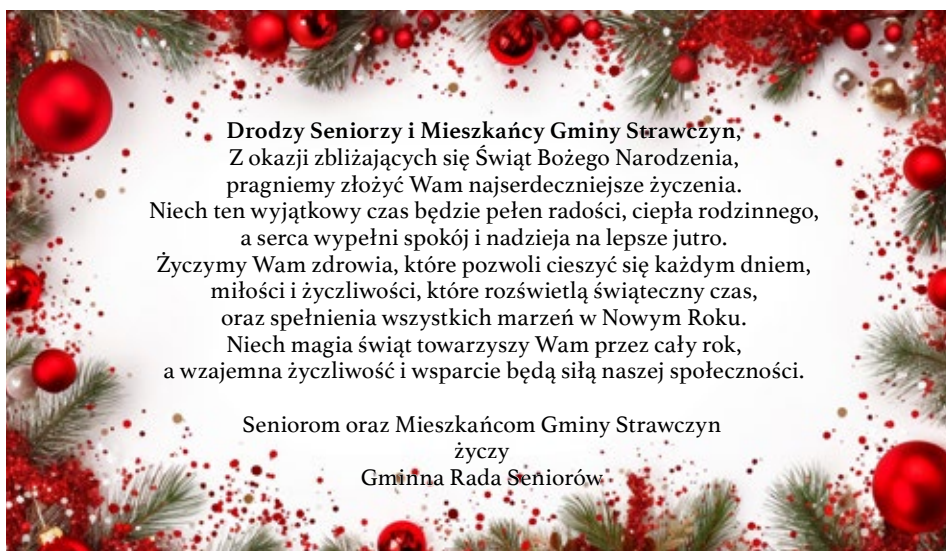 Drodzy Seniorzy i Mieszkańcy Gminy Strawczyn,
Z okazji zbliżających się Świąt Bożego Narodzenia,
pragniemy złożyć Wam najserdeczniejsze życzenia.
Niech ten wyjątkowy czas będzie pełen radości, ciepła rodzinnego,
a serca wypełni spokój i nadzieja na lepsze jutro.
Życzymy Wam zdrowia, które pozwoli cieszyć się każdym dniem,
miłości i życzliwości, które rozświetlą świąteczny czas,
oraz spełnienia wszystkich marzeń w Nowym Roku.
Niech magia świąt towarzyszy Wam przez cały rok,
a wzajemna życzliwość i wsparcie będą siłą naszej społeczności.
Seniorom oraz Mieszkańcom Gminy Strawczyn
życzy
Gminna Rada Seniorów